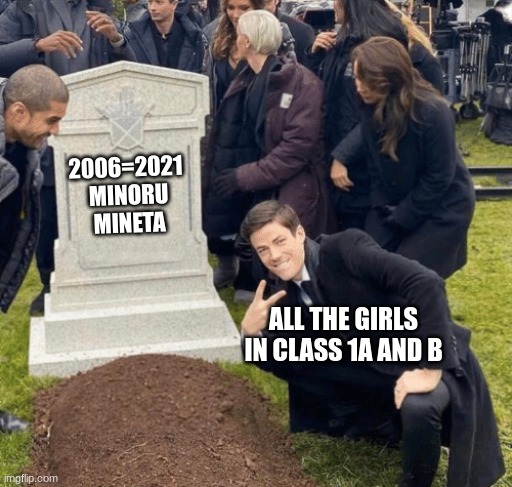 2006=2021
MINORU
MINETA
ALL THE GIRLS
IN CLASS 1A AND B
imgflip.com